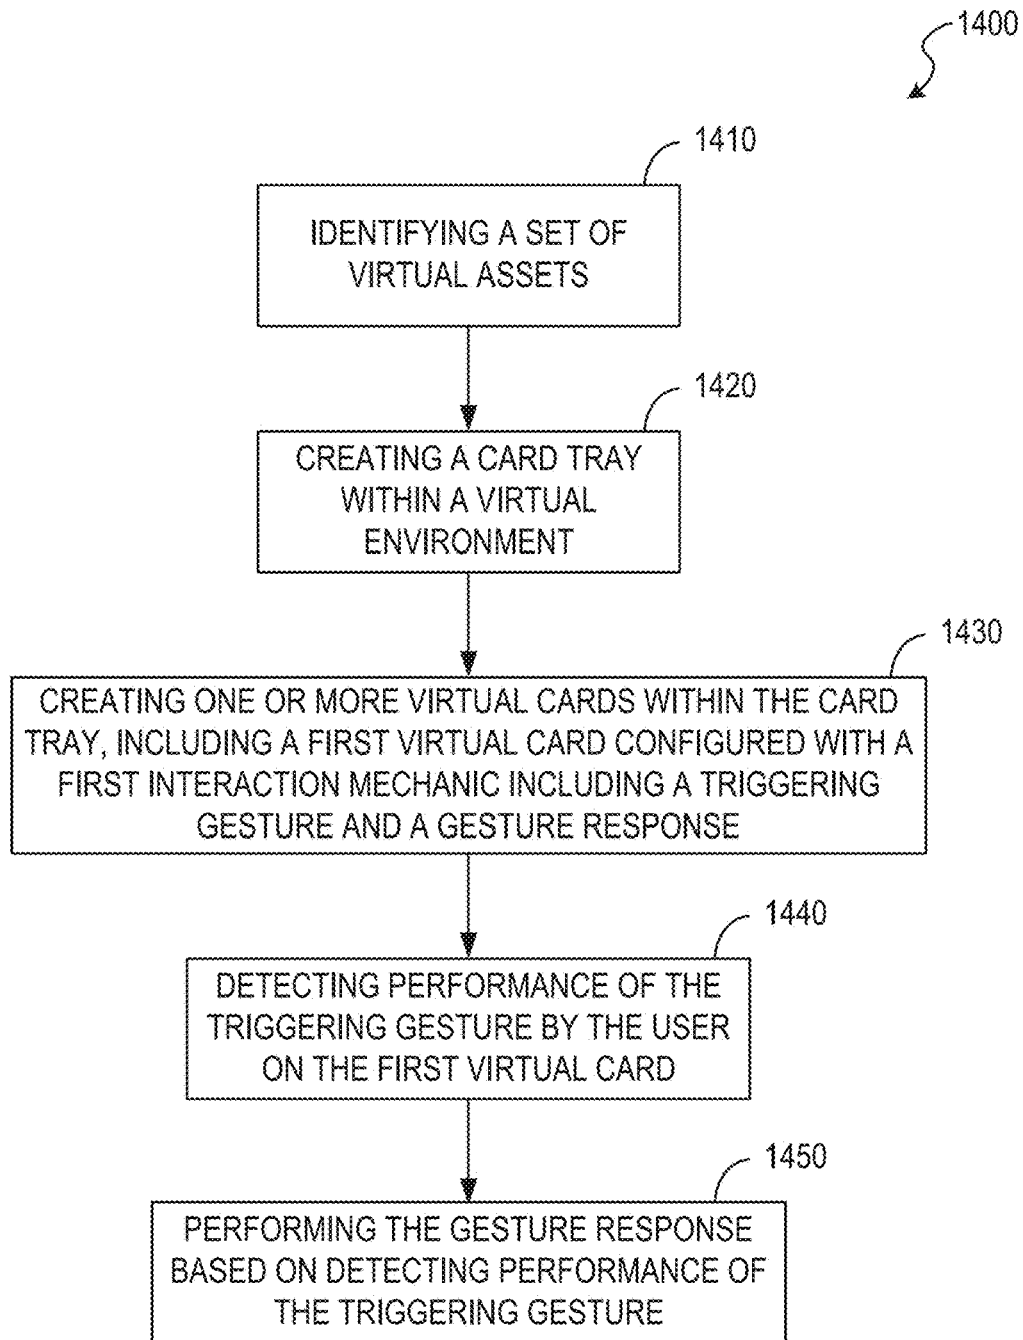 1400
1410
IDENTIFYING A SET OF
VIRTUAL ASSETS
1420
CREATING A CARD TRAY
WITHIN A VIRTUAL
ENVIRONMENT
1430
CREATING ONE OR MORE VIRTUAL CARDS WITHIN THE CARD
TRAY, INCLUDING A FIRST VIRTUAL CARD CONFIGURED WITH A
FIRST INTERACTION MECHANIC INCLUDING A TRIGGERING
GESTURE AND A GESTURE RESPONSE
1440
DETECTING PERFORMANCE OF THE
TRIGGERING GESTURE BY THE USER
ON THE FIRST VIRTUAL CARD
1450
PERFORMING THE GESTURE RESPONSE
BASED ON DETECTING PERFORMANCE OF
THE TRIGGERING GESTURE